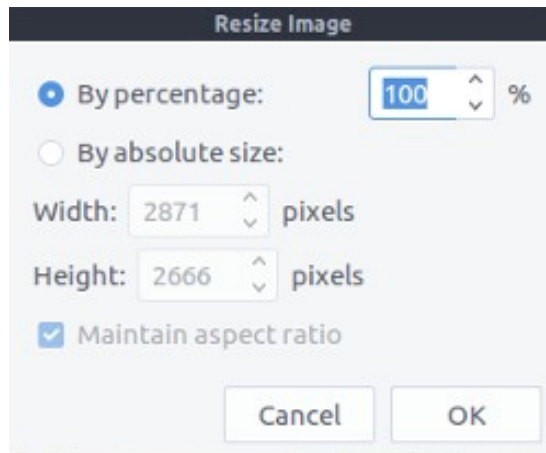 Resize Image
By percentage: 100 %
By absolute size:
Width: 2871 pixels
Height: 2666 pixels
Maintain aspect ratio
Cancel OK